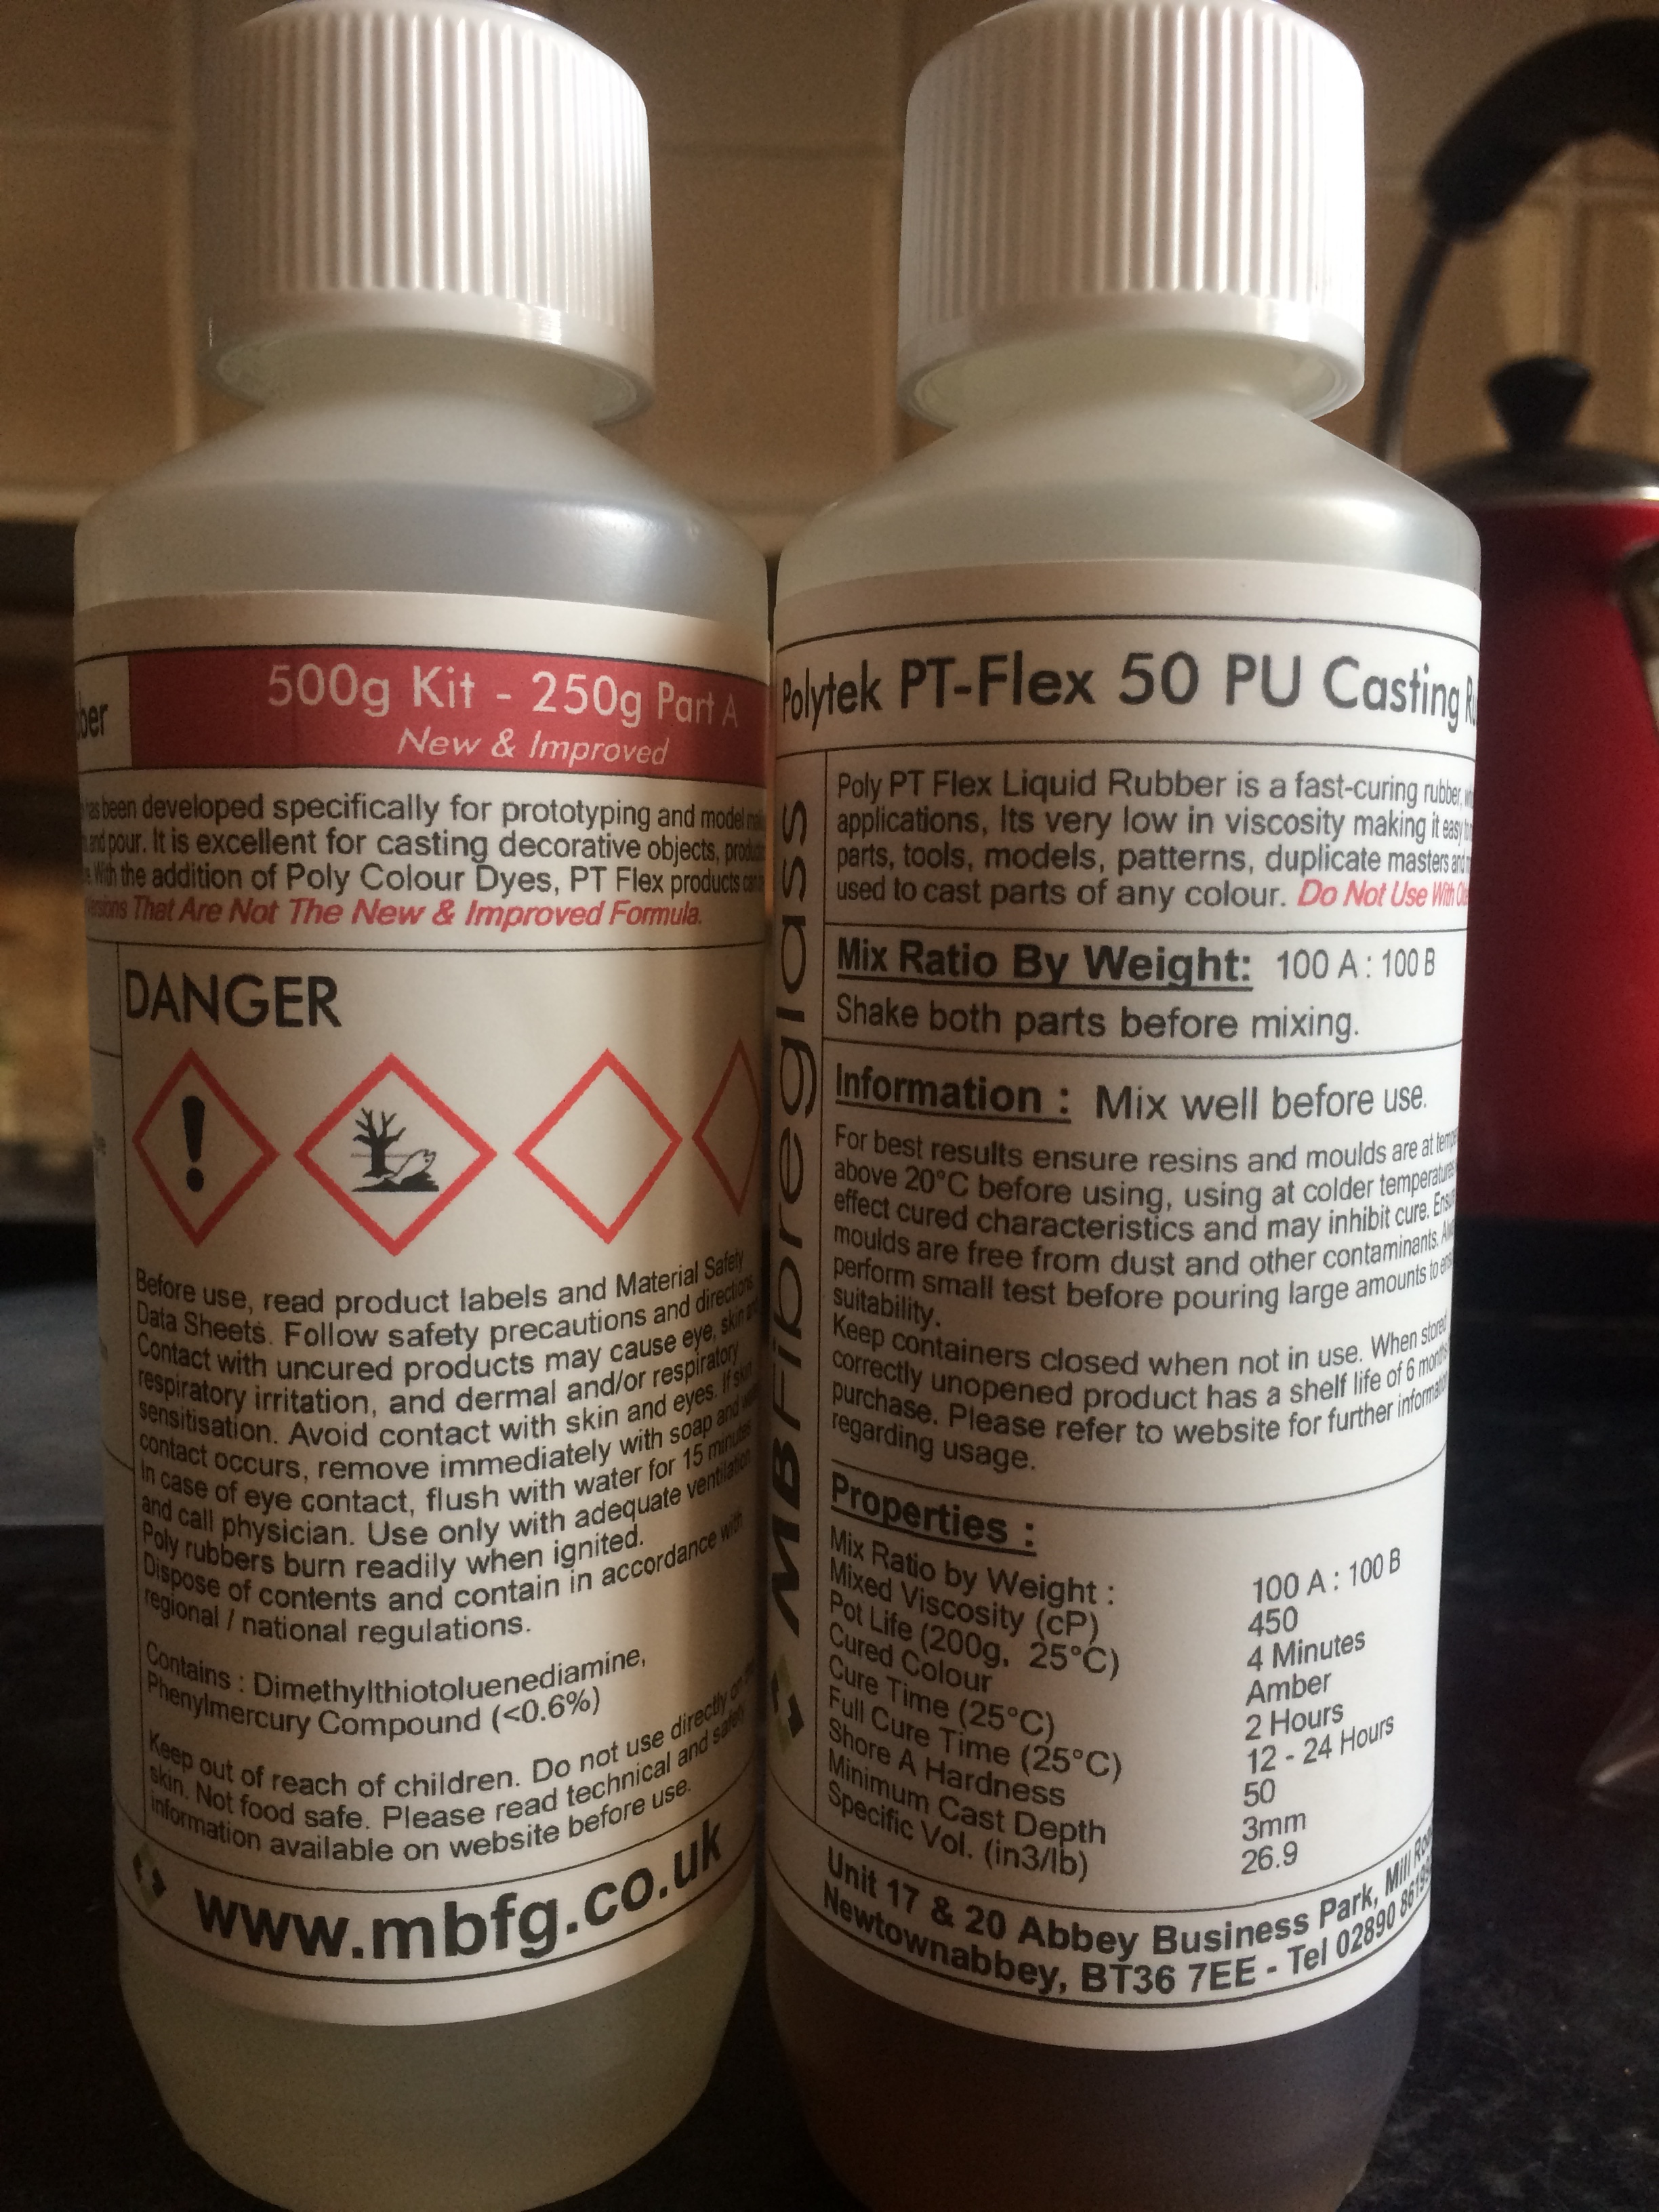 500g Kit - 250g Part A
New & Improved
has been developed specifically for prototyping and model
and pour. It is excellent for casting decorative objects,
With the addition of Poly Colour Dyes, PT Flex products can
That Are Not The New & Improved Formula.
DANGER
Before use, read product labels and Material Safety
Data Sheets. Follow safety precautions and directions.
Contact with uncured products may cause eye, skin and
respiratory irritation, and dermal and/or respiratory
sensitisation. Avoid contact with skin and eyes. If skin
contact occurs, remove immediately with soap and
In case of eye contact, flush with water for 15 minutes
and call physician. Use only with adequate ventilation
Poly rubbers burn readily when ignited.
Dispose of contents and contain in accordance with
regional / national regulations.
Contains : Dimethylthiotoluenediamine,
Phenylmercury Compound (<0.6%)
Keep out of reach of children. Do not use directly on
skin. Not food safe. Please read technical and safety
information available on website before use.
www.mbfg.co.uk
Polytek PT-Flex 50 PU Casting
MBFibreglass
Poly PT Flex Liquid Rubber is a fast-curing rubber,
applications, Its very low in viscosity making it easy
parts, tools, models, patterns, duplicate masters and
used to cast parts of any colour. Do Not Use With
Mix Ratio By Weight: 100 A : 100 B
Shake both parts before mixing.
Information : Mix well before use.
For best results ensure resins and moulds are at
above 20°C before using, using at colder temperatures
effect cured characteristics and may inhibit cure.
moulds are free from dust and other contaminants.
perform small test before pouring large amounts to
suitability.
Keep containers closed when not in use. When stored
correctly unopened product has a shelf life of 6
purchase. Please refer to website for further
regarding usage.
Properties :
Mix Ratio by Weight : 100 A : 100 B
Mixed Viscosity (cP) 450
Pot Life (200g, 25°C) 4 Minutes
Cured Colour Amber
Cure Time (25°C) 2 Hours
Full Cure Time (25°C) 12 - 24 Hours
Shore A Hardness 50
Minimum Cast Depth 3mm
Specific Vol. (in3/lb) 26.9
Unit 17 & 20 Abbey Business Park, Mill
Newtownabbey, BT36 7EE - Tel 02890